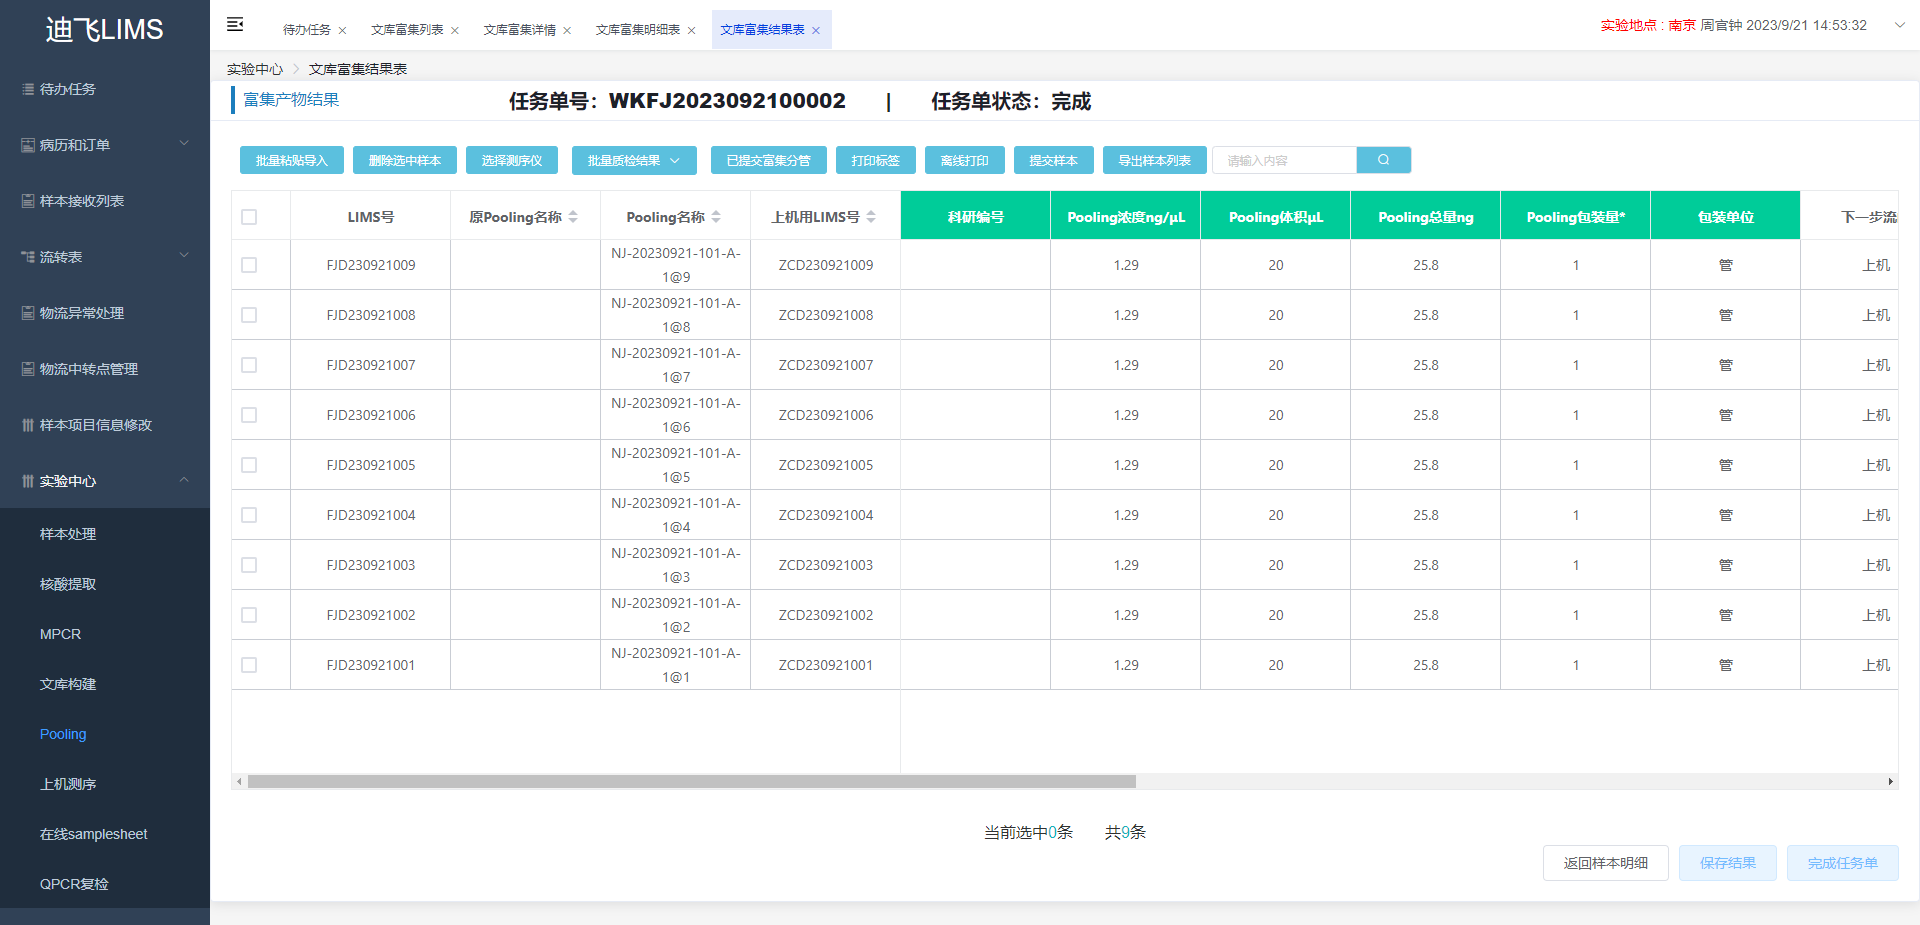 迪飞LIMS
待办任务
病历和订单
样本接收列表
流转表
物流异常处理
物流中转点管理
样本项目信息修改
实验中心
样本处理
核酸提取
MPCR
文库构建
Pooling
上机测序
在线samplesheet
QPCR复检
待办任务 文库富集列表 文库富集详情 文库富集明细表 文库富集结果表
实验地点 : 南京 周官钟 2023/9/21 14:53:32
实验中心 文库富集结果表
富集产物结果 任务单号：WKFJ2023092100002 | 任务单状态：完成
批量粘贴导入 删除选中样本 选择测序仪 批量质检结果 已提交富集分管 打印标签 离线打印 提交样本 导出样本列表 请输入内容
LIMS号 原Pooling名称 Pooling名称 上机用LIMS号 科研编号 Pooling浓度ng/μL Pooling体积μL Pooling总量ng Pooling包装量* 包装单位 下一步流
FJD230921009 NJ-20230921-101-A-1@9 ZCD230921009 1.29 20 25.8 1 管 上机
FJD230921008 NJ-20230921-101-A-1@8 ZCD230921008 1.29 20 25.8 1 管 上机
FJD230921007 NJ-20230921-101-A-1@7 ZCD230921007 1.29 20 25.8 1 管 上机
FJD230921006 NJ-20230921-101-A-1@6 ZCD230921006 1.29 20 25.8 1 管 上机
FJD230921005 NJ-20230921-101-A-1@5 ZCD230921005 1.29 20 25.8 1 管 上机
FJD230921004 NJ-20230921-101-A-1@4 ZCD230921004 1.29 20 25.8 1 管 上机
FJD230921003 NJ-20230921-101-A-1@3 ZCD230921003 1.29 20 25.8 1 管 上机
FJD230921002 NJ-20230921-101-A-1@2 ZCD230921002 1.29 20 25.8 1 管 上机
FJD230921001 NJ-20230921-101-A-1@1 ZCD230921001 1.29 20 25.8 1 管 上机
当前选中0条 共9条
返回样本明细 保存结果 完成任务单